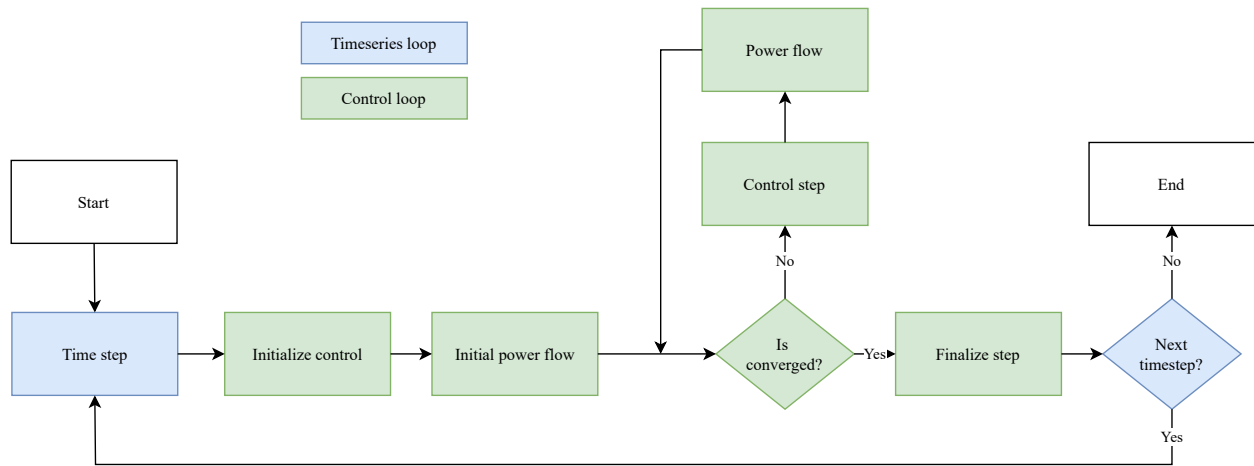 Timeseries loop
Power flow
Control loop
Start
Control step
End
No
No
Time step
Initialize control
Initial power flow
Is
converged?
Yes
Finalize step
Next
timestep?
Yes